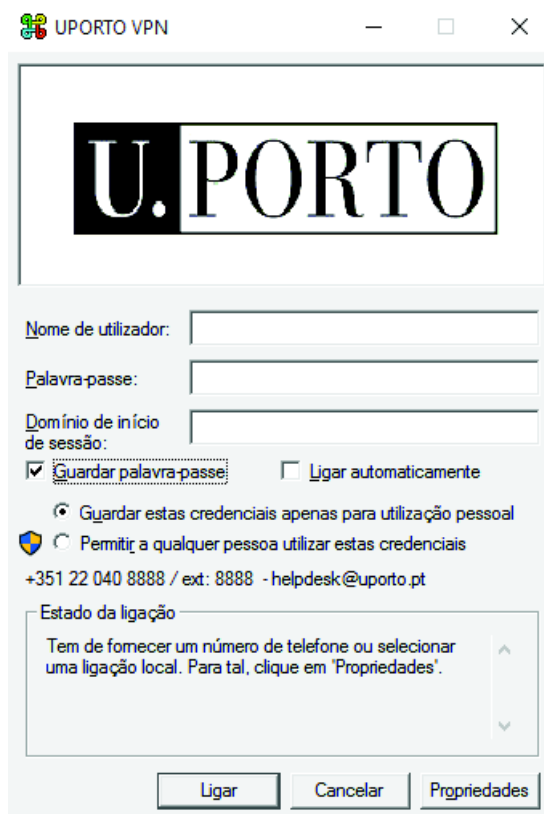 UPORTO VPN
U.PORTO
Nome de utilizador:
Palavra-passe:
Domínio de início
de sessão:
Guardar palavra-passe Ligar automaticamente
Guardar estas credenciais apenas para utilização pessoal
Permitir a qualquer pessoa utilizar estas credenciais
+351 22 040 8888 / ext: 8888 - helpdesk@uporto.pt
Estado da ligação
Tem de fornecer um número de telefone ou selecionar
uma ligação local. Para tal, clique em 'Propriedades'.
Ligar Cancelar Propriedades